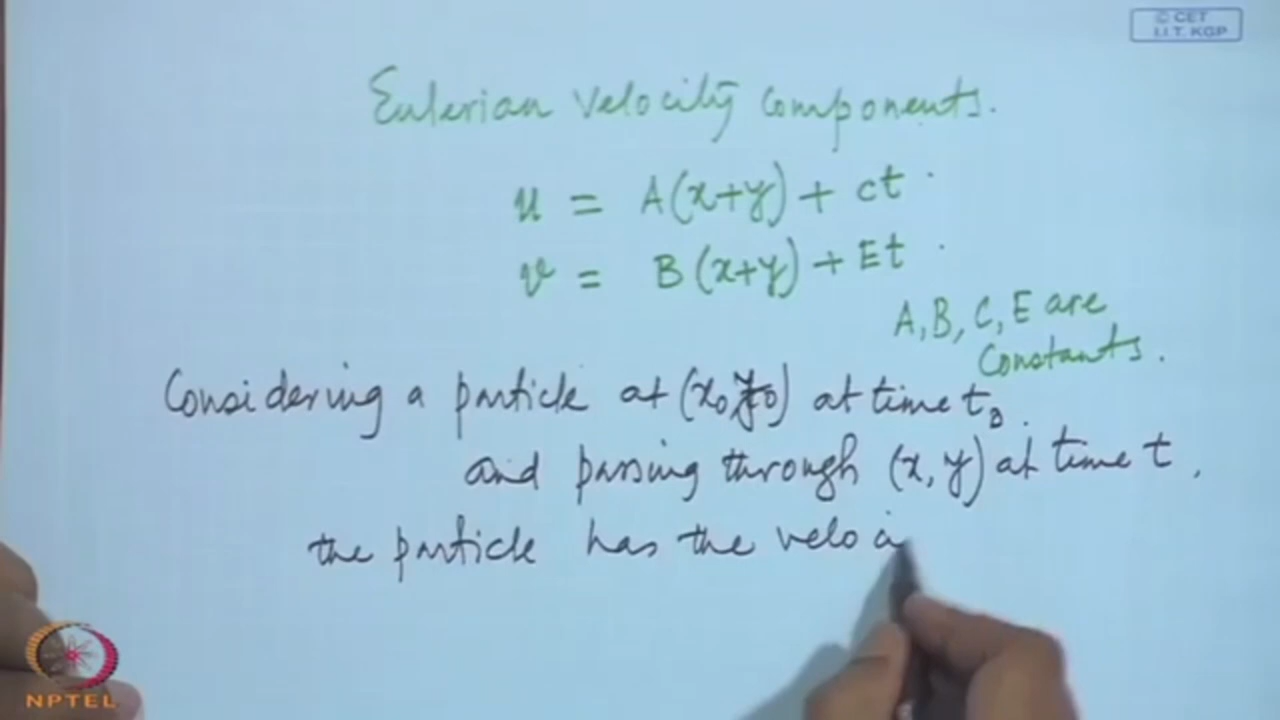 © CET
I.I.T. KGP
Eulerian velocity components.
u = A(x+y) + ct .
v = B(x+y) + Et .
A, B, C, E are
Constants.
Considering a particle at (x₀,y₀) at time t₀.
and passing through (x, y) at time t,
the particle has the veloci
NPTEL